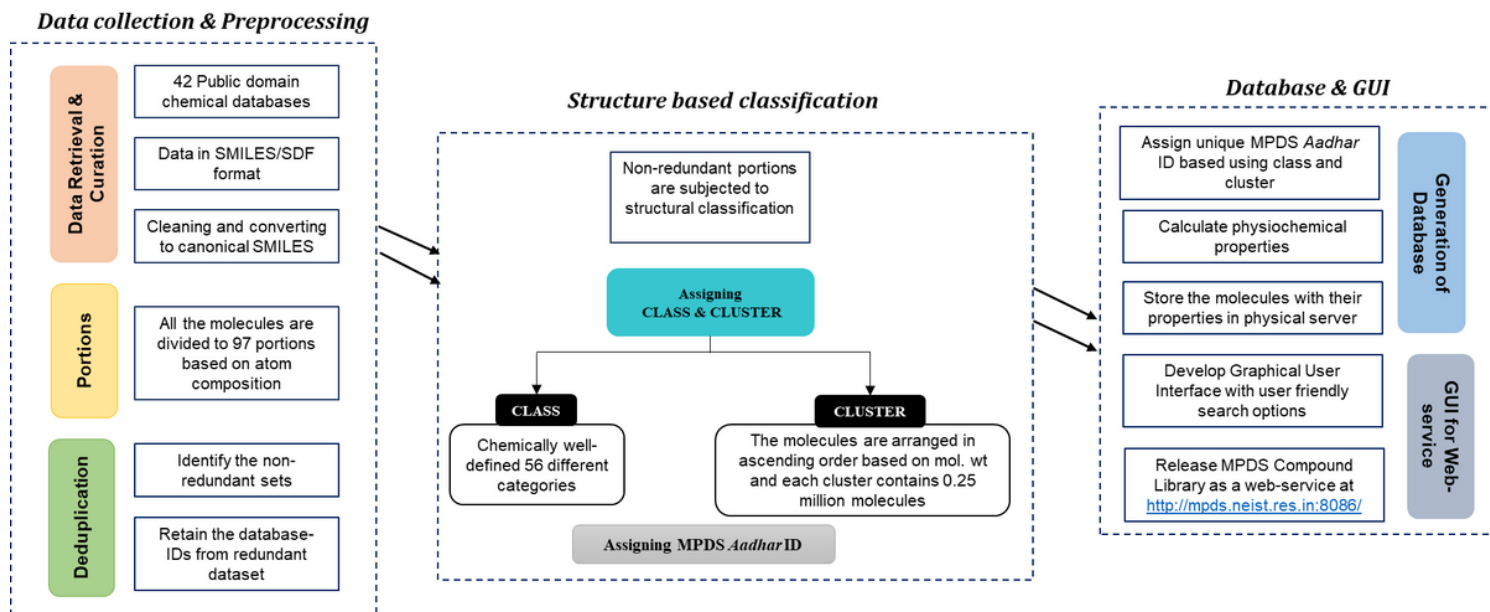 Data collection & Preprocessing
Data Retrieval &
Curation
42 Public domain
chemical databases
Data in SMILES/SDF
format
Cleaning and converting
to canonical SMILES
Portions
All the molecules are
divided to 97 portions
based on atom
composition
Deduplication
Identify the non-
redundant sets
Retain the database-
IDs from redundant
dataset
Structure based classification
Non-redundant portions
are subjected to
structural classification
Assigning
CLASS & CLUSTER
CLASS
Chemically well-
defined 56 different
categories
CLUSTER
The molecules are arranged in
ascending order based on mol. wt
and each cluster contains 0.25
million molecules
Assigning MPDS Aadhar ID
Database & GUI
Assign unique MPDS Aadhar
ID based using class and
cluster
Calculate physiochemical
properties
Store the molecules with their
properties in physical server
Generation of
Database
Develop Graphical User
Interface with user friendly
search options
Release MPDS Compound
Library as a web-service at
http://mpds.neist.res.in:8086/
GUI for Web-
service